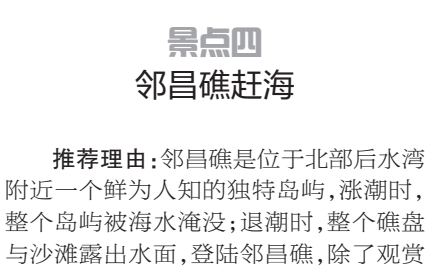 景点四
邻昌礁赶海
推荐理由:邻昌礁是位于北部后水湾
附近一个鲜为人知的独特岛屿,涨潮时,
整个岛屿被海水淹没;退潮时,整个礁盘
与沙滩露出水面,登陆邻昌礁,除了观赏